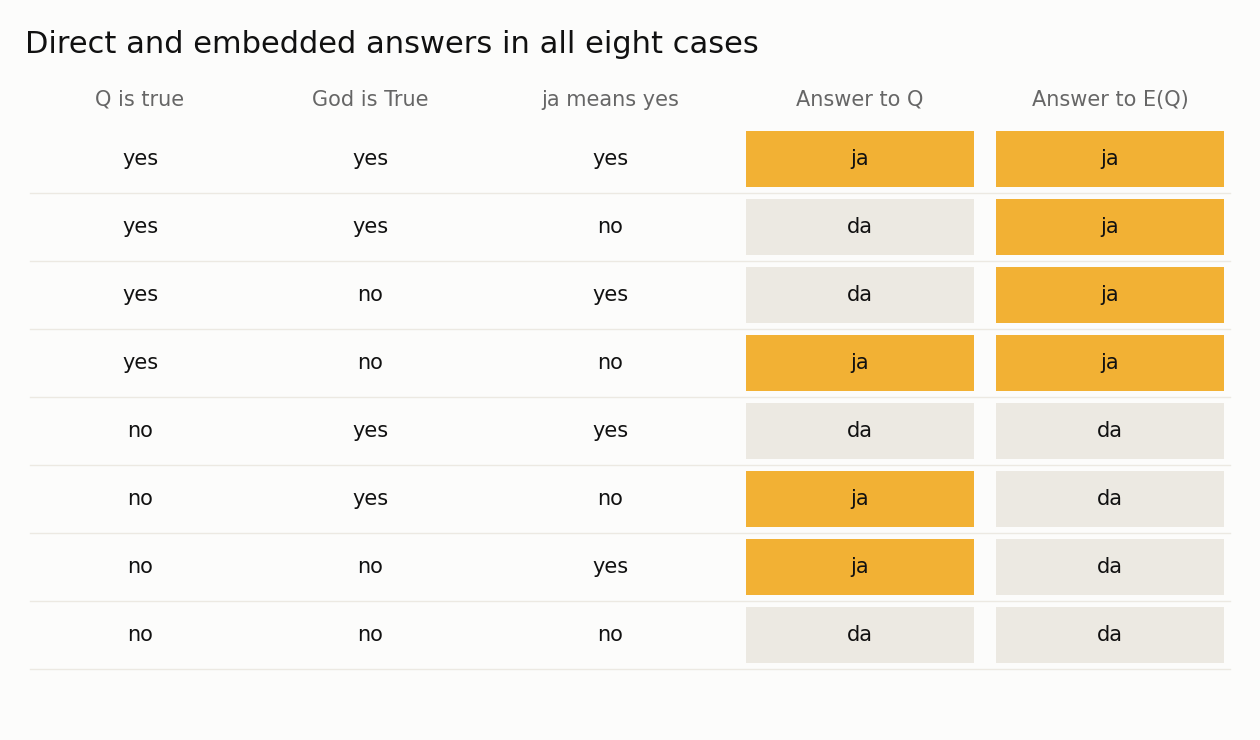 Direct and embedded answers in all eight cases
Q is true God is True ja means yes Answer to Q Answer to E(Q)
yes yes yes ja ja
yes yes no da ja
yes no yes da ja
yes no no ja ja
no yes yes da da
no yes no ja da
no no yes ja da
no no no da da